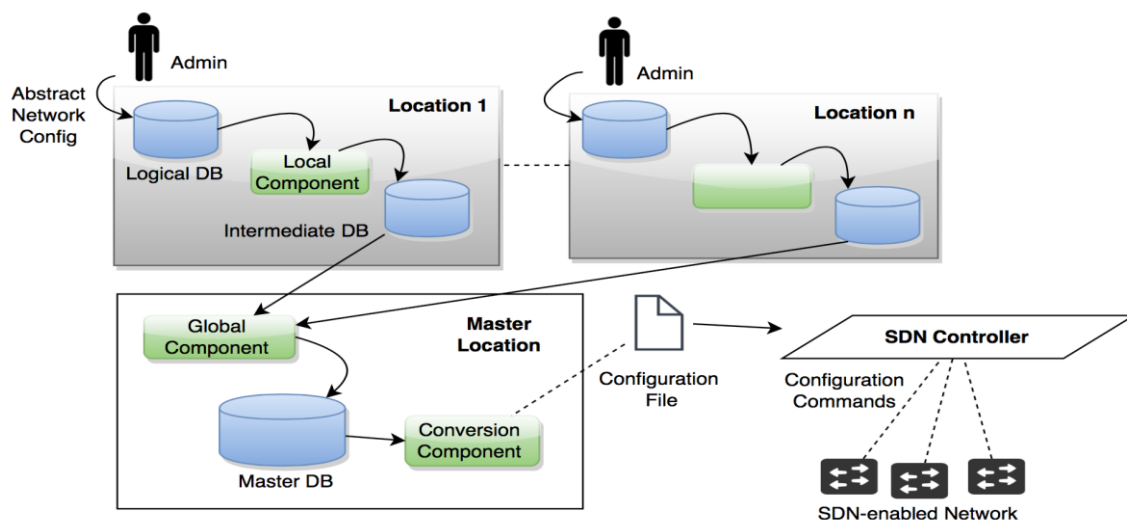 Admin
Abstract
Network
Config
Location 1
Logical DB
Local
Component
Intermediate DB
Admin
Location n
Global
Component
Master
Location
Master DB
Conversion
Component
Configuration
File
SDN Controller
Configuration
Commands
SDN-enabled Network